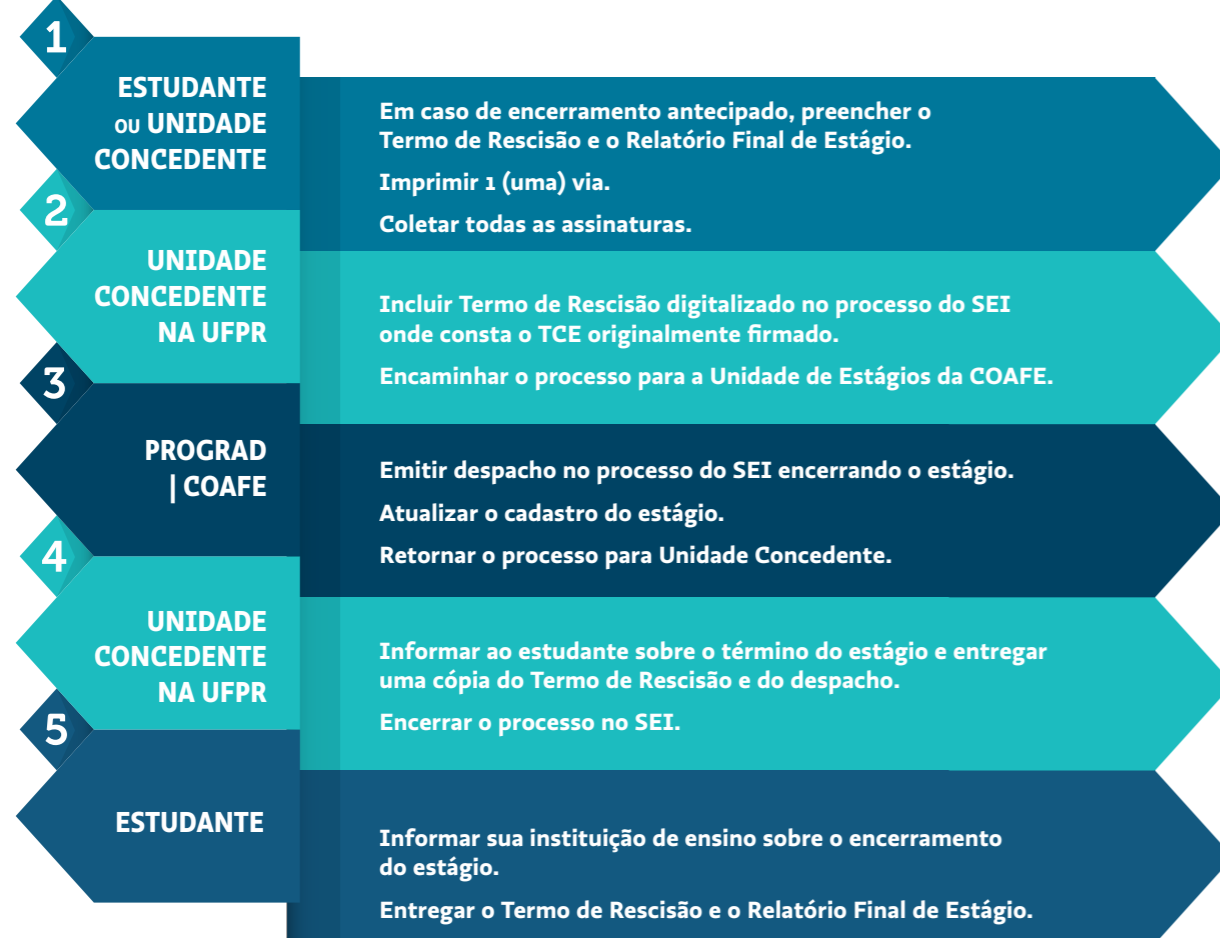 1
ESTUDANTE
OU UNIDADE
CONCEDENTE
Em caso de encerramento antecipado, preencher o
Termo de Rescisão e o Relatório Final de Estágio.
Imprimir 1 (uma) via.
Coletar todas as assinaturas.
2
UNIDADE
CONCEDENTE
NA UFPR
Incluir Termo de Rescisão digitalizado no processo do SEI
onde consta o TCE originalmente firmado.
Encaminhar o processo para a Unidade de Estágios da COAFE.
3
PROGRAD
| COAFE
Emitir despacho no processo do SEI encerrando o estágio.
Atualizar o cadastro do estágio.
Retornar o processo para Unidade Concedente.
4
UNIDADE
CONCEDENTE
NA UFPR
Informar ao estudante sobre o término do estágio e entregar
uma cópia do Termo de Rescisão e do despacho.
Encerrar o processo no SEI.
5
ESTUDANTE
Informar sua instituição de ensino sobre o encerramento
do estágio.
Entregar o Termo de Rescisão e o Relatório Final de Estágio.